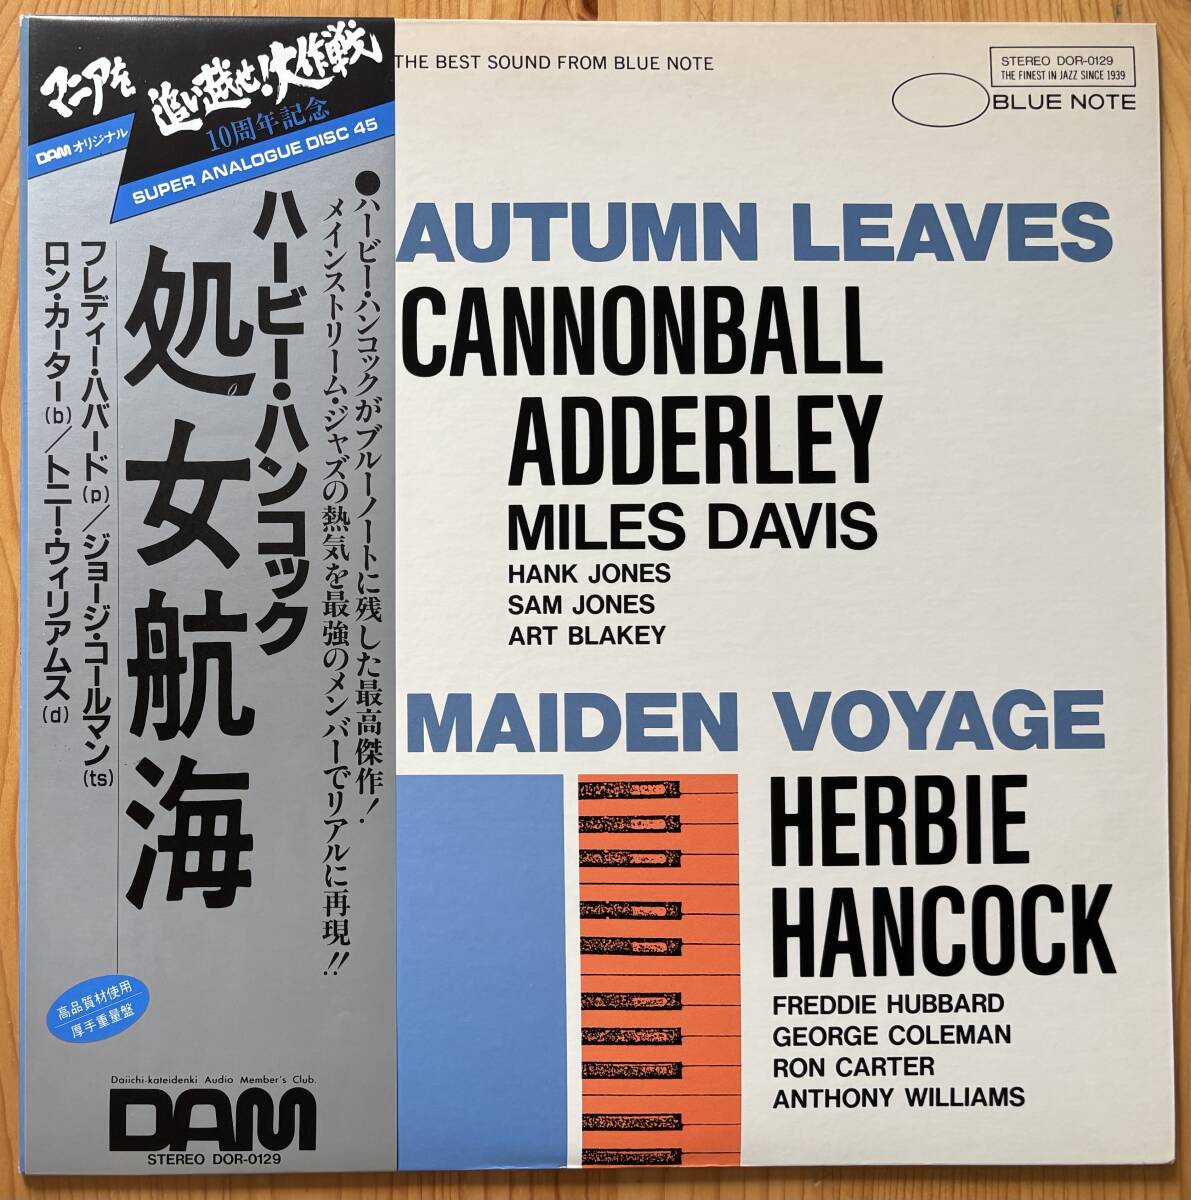 マニアを
追い越せ!大作戦
10周年記念
DAMオリジナル
SUPER ANALOGUE DISC 45
●ハービー・ハンコックがブルーノートに残した最高傑作!
メインストリーム・ジャズの熱気を最強のメンバーでリアルに再現!!
ハービー・ハンコック
処女航海
フレディー・ハバード(p)/ジョージ・コールマン(ts)
ロン・カーター(b)/トニー・ウィリアムス(d)
高品質材使用
厚手重量盤
Daiichi-kateidenki Audio Member's Club.
DAM
STEREO DOR-0129
THE BEST SOUND FROM BLUE NOTE
STEREO DOR-0129
THE FINEST IN JAZZ SINCE 1939
BLUE NOTE
AUTUMN LEAVES
CANNONBALL
ADDERLEY
MILES DAVIS
HANK JONES
SAM JONES
ART BLAKEY
MAIDEN VOYAGE
HERBIE
HANCOCK
FREDDIE HUBBARD
GEORGE COLEMAN
RON CARTER
ANTHONY WILLIAMS